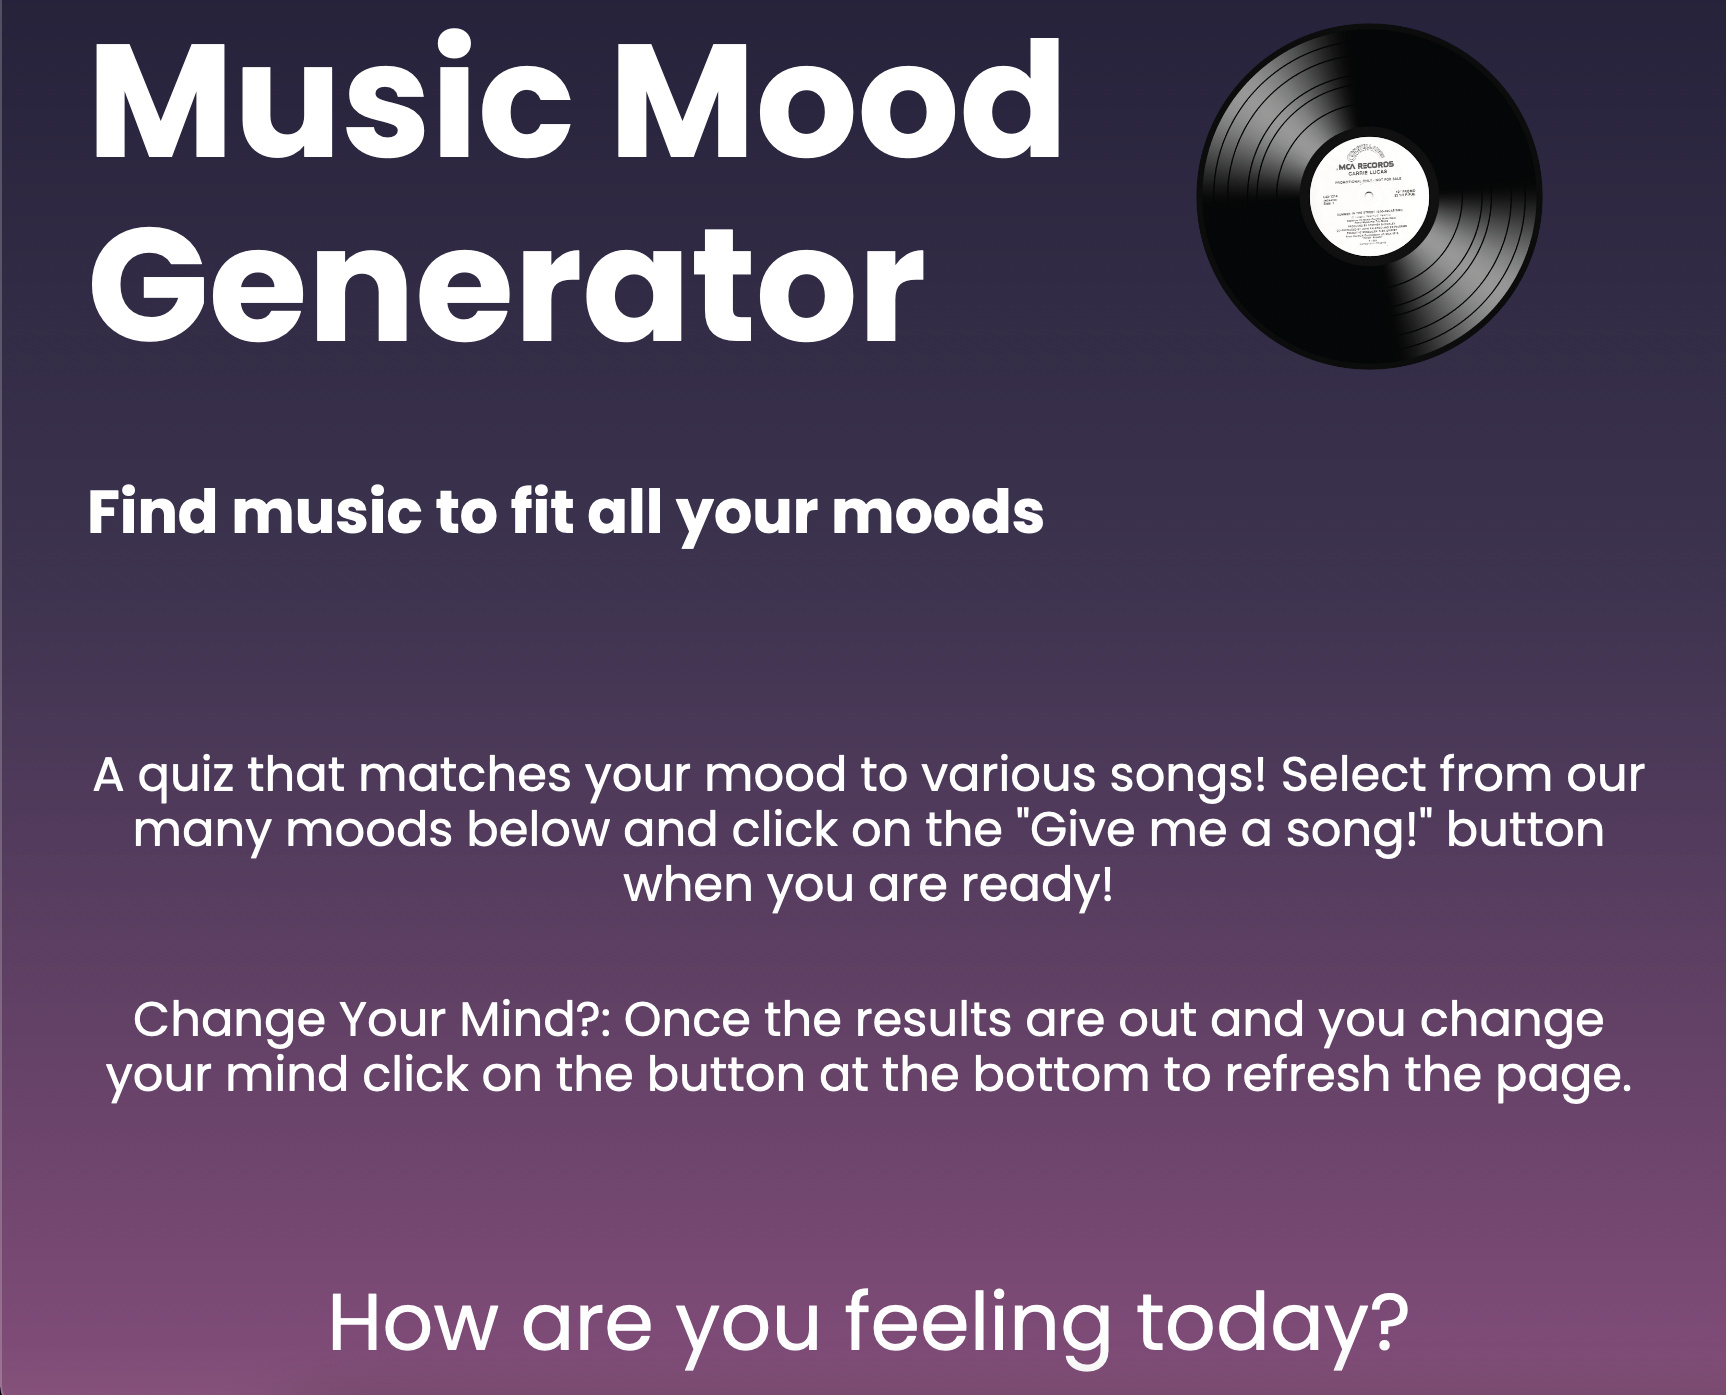 Music Mood
Generator
MCA RECORDS
CARRIE LUCAS
Find music to fit all your moods
A quiz that matches your mood to various songs! Select from our
many moods below and click on the "Give me a song!" button
when you are ready!
Change Your Mind?: Once the results are out and you change
your mind click on the button at the bottom to refresh the page.
How are you feeling today?